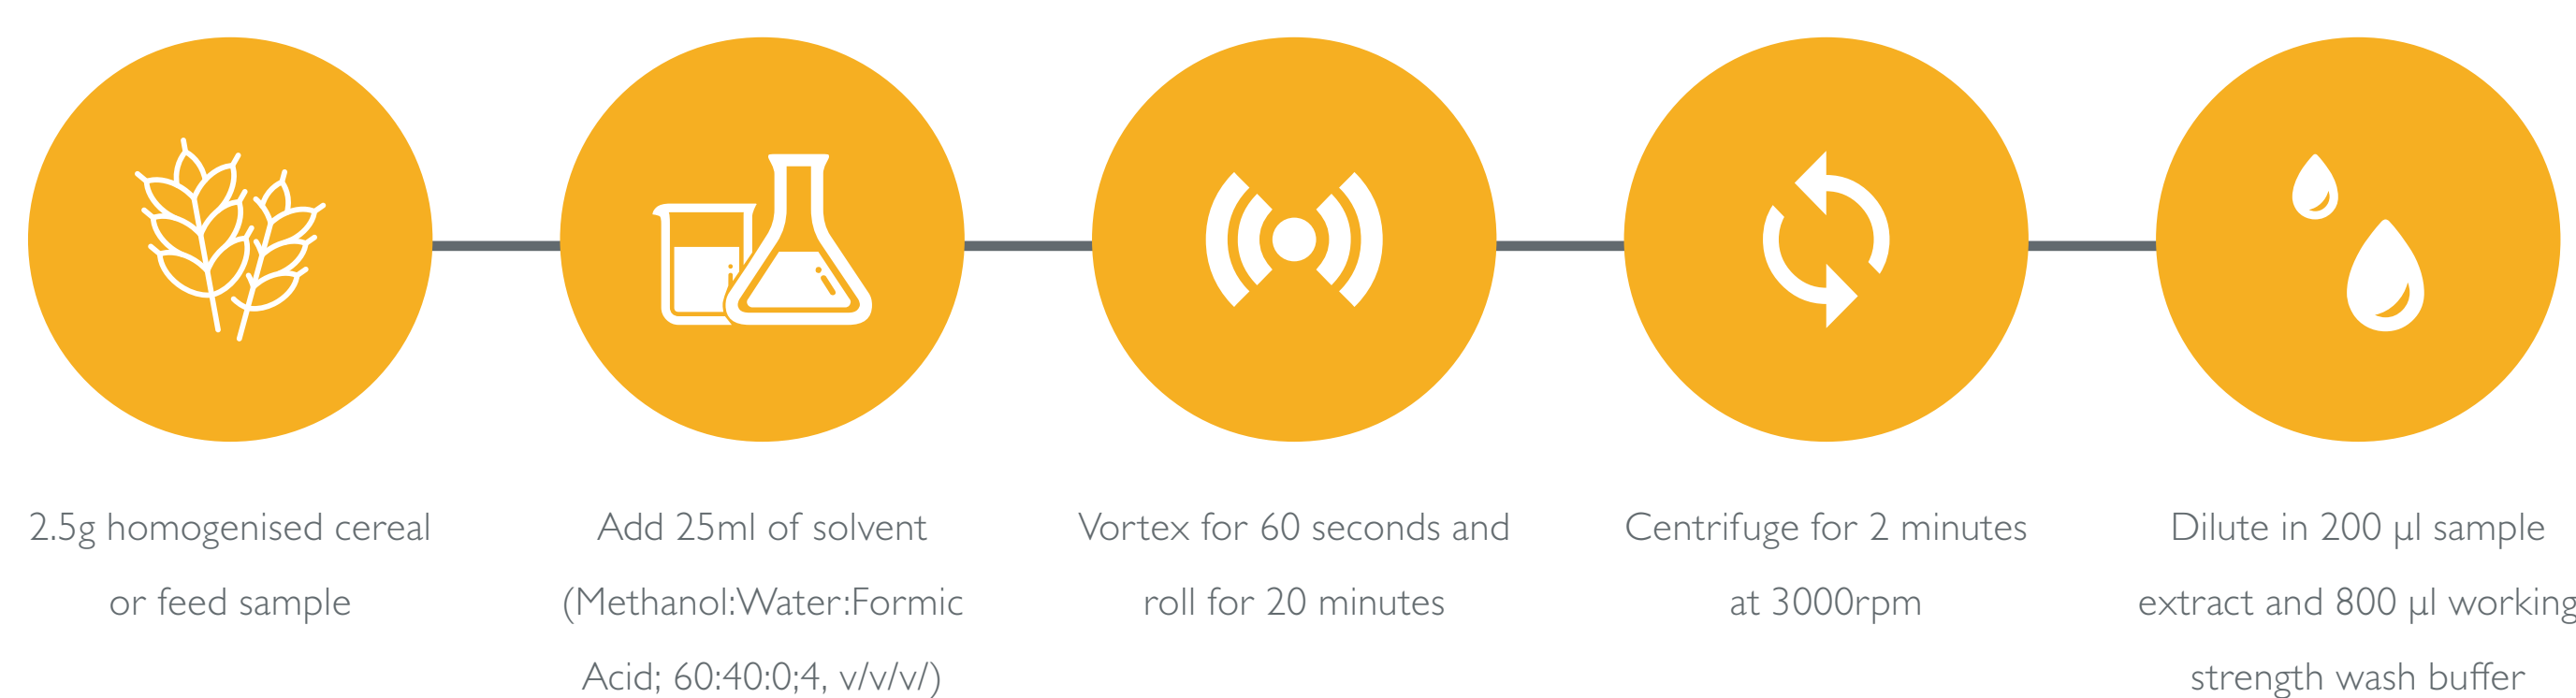 2.5g homogenised cereal
or feed sample
Add 25ml of solvent
(Methanol:Water:Formic
Acid; 60:40:0;4, v/v/v/)
Vortex for 60 seconds and
roll for 20 minutes
Centrifuge for 2 minutes
at 3000rpm
Dilute in 200 µl sample
extract and 800 µl working
strength wash buffer